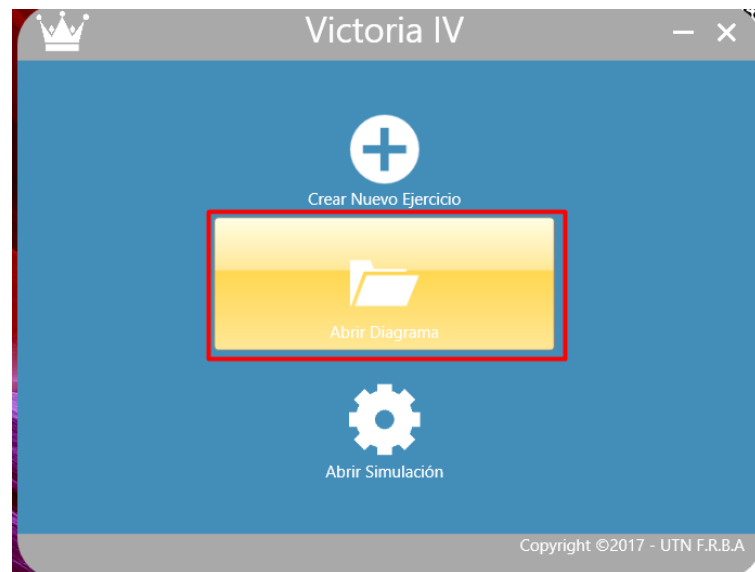 Victoria IV
Crear Nuevo Ejercicio
Abrir Diagrama
Abrir Simulación
Copyright ©2017 - UTN F.R.B.A